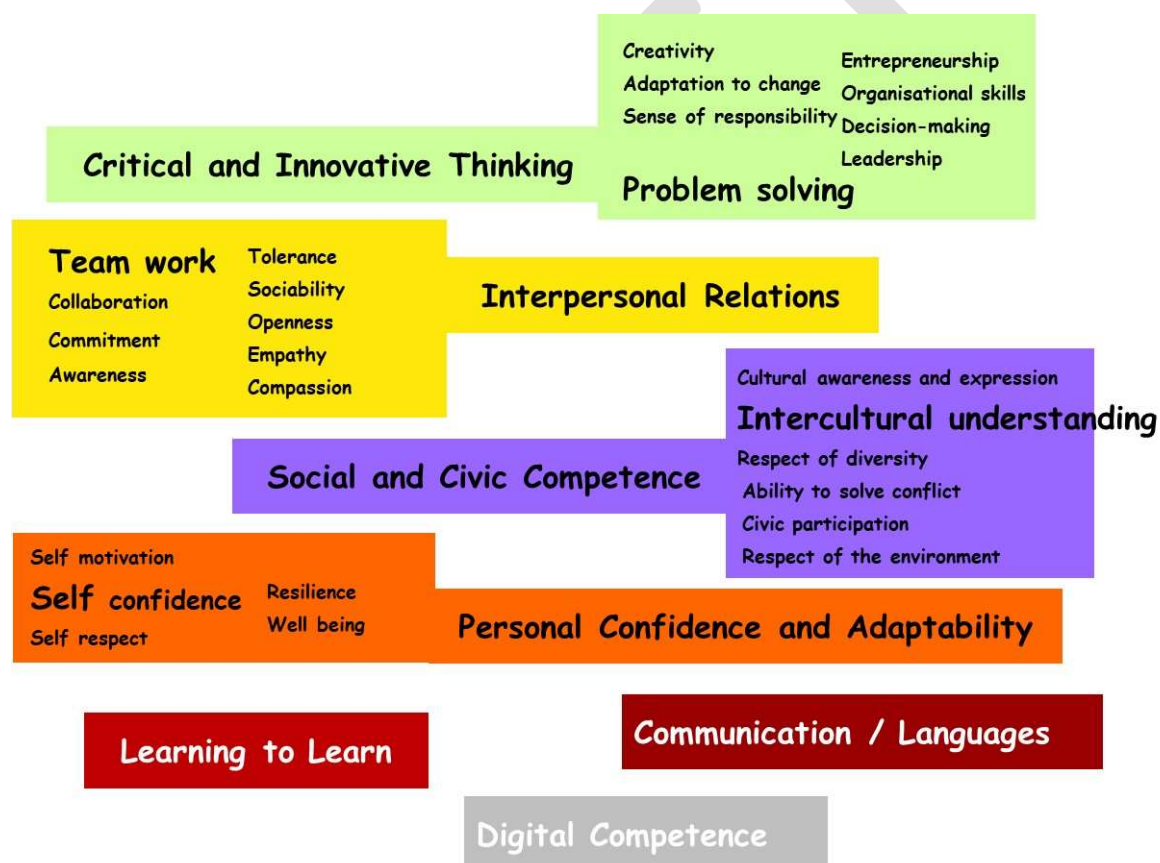 Creativity
Adaptation to change
Sense of responsibility
Entrepreneurship
Organisational skills
Decision-making
Leadership
Critical and Innovative Thinking
Problem solving
Team work
Collaboration
Commitment
Awareness
Tolerance
Sociability
Openness
Empathy
Compassion
Interpersonal Relations
Cultural awareness and expression
Intercultural understanding
Respect of diversity
Ability to solve conflict
Civic participation
Respect of the environment
Social and Civic Competence
Self motivation
Self confidence
Self respect
Resilience
Well being
Personal Confidence and Adaptability
Learning to Learn
Communication / Languages
Digital Competence